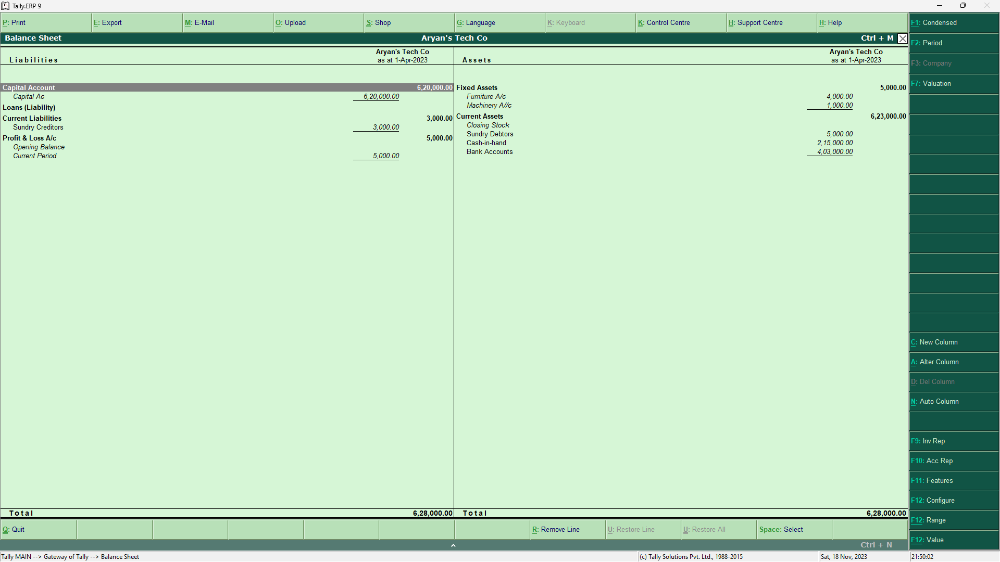 Tally.ERP 9
P: Print E: Export M: E-Mail O: Upload S: Shop G: Language K: Keyboard K: Control Centre H: Support Centre H: Help
Balance Sheet Aryan's Tech Co Ctrl + M
Liabilities Aryan's Tech Co as at 1-Apr-2023
Capital Account 6,20,000.00
Capital Ac 6,20,000.00
Loans (Liability)
Current Liabilities 3,000.00
Sundry Creditors 3,000.00
Profit & Loss A/c 5,000.00
Opening Balance
Current Period 5,000.00
Total 6,28,000.00
Assets Aryan's Tech Co as at 1-Apr-2023
Fixed Assets 5,000.00
Furniture A/c 4,000.00
Machinery A//c 1,000.00
Current Assets 6,23,000.00
Closing Stock
Sundry Debtors 5,000.00
Cash-in-hand 2,15,000.00
Bank Accounts 4,03,000.00
Total 6,28,000.00
F1: Condensed
F2: Period
F3: Company
F7: Valuation
C: New Column
A: Alter Column
D: Del Column
N: Auto Column
F9: Inv Rep
F10: Acc Rep
F11: Features
F12: Configure
F12: Range
F12: Value
Q: Quit R: Remove Line U: Restore Line U: Restore All Space: Select
Ctrl + N
Tally MAIN --> Gateway of Tally --> Balance Sheet (c) Tally Solutions Pvt. Ltd., 1988-2015 Sat, 18 Nov, 2023 21:50:02